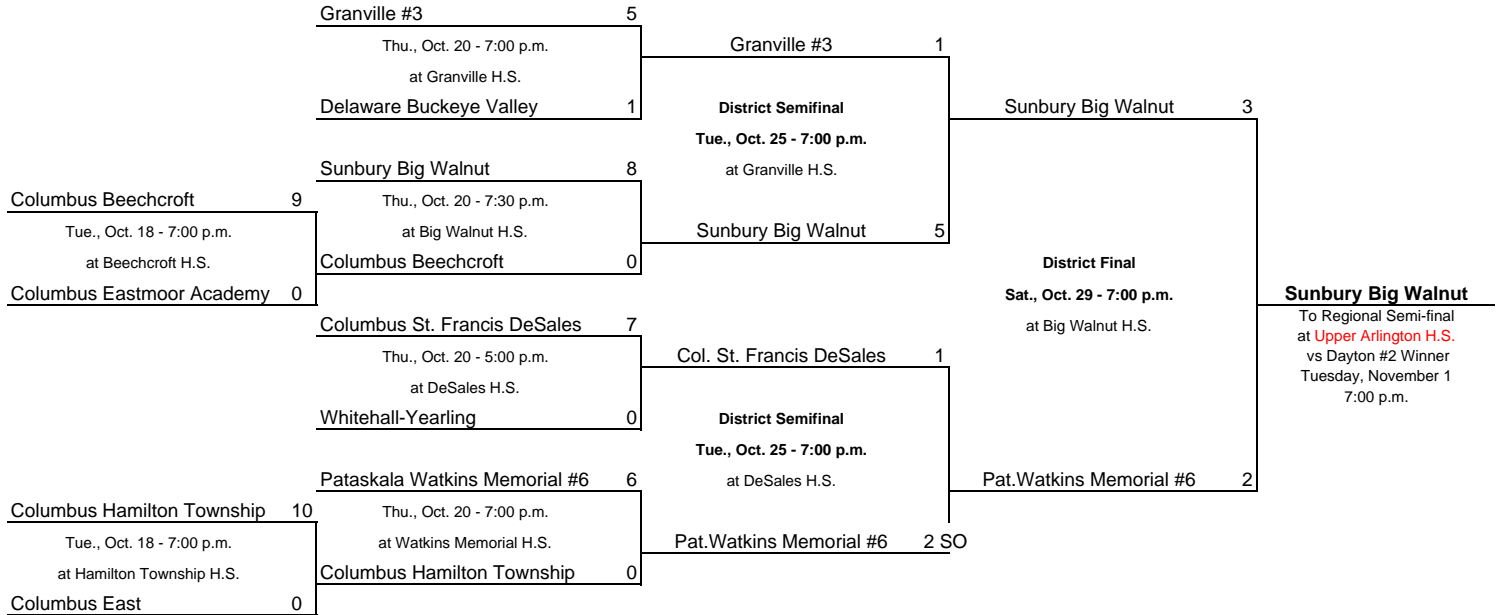 Granville #3 5
Thu., Oct. 20 - 7:00 p.m.
at Granville H.S.
Delaware Buckeye Valley 1
Granville #3 1
District Semifinal
Tue., Oct. 25 - 7:00 p.m.
at Granville H.S.
Sunbury Big Walnut 5
Sunbury Big Walnut 3
Sunbury Big Walnut 8
Thu., Oct. 20 - 7:30 p.m.
at Big Walnut H.S.
Columbus Beechcroft 0
Columbus Beechcroft 9
Tue., Oct. 18 - 7:00 p.m.
at Beechcroft H.S.
Columbus Eastmoor Academy 0
District Final
Sat., Oct. 29 - 7:00 p.m.
at Big Walnut H.S.
Sunbury Big Walnut
To Regional Semi-final
at Upper Arlington H.S.
vs Dayton #2 Winner
Tuesday, November 1
7:00 p.m.
Columbus St. Francis DeSales 7
Thu., Oct. 20 - 5:00 p.m.
at DeSales H.S.
Whitehall-Yearling 0
Col. St. Francis DeSales 1
District Semifinal
Tue., Oct. 25 - 7:00 p.m.
at DeSales H.S.
Pat.Watkins Memorial #6 2 SO
Pat.Watkins Memorial #6 2
Pataskala Watkins Memorial #6 6
Thu., Oct. 20 - 7:00 p.m.
at Watkins Memorial H.S.
Columbus Hamilton Township 0
Columbus Hamilton Township 10
Tue., Oct. 18 - 7:00 p.m.
at Hamilton Township H.S.
Columbus East 0